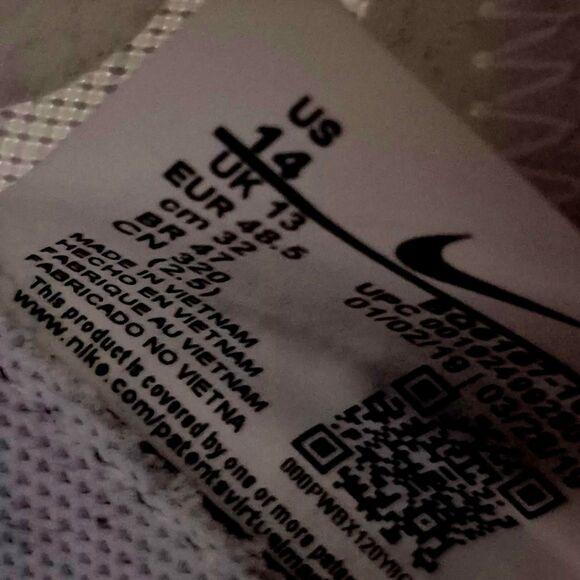 US
14
UK 13
EUR 48.5
cm 32
BR 47
CN 320
(2.5)
MADE IN VIETNAM
HECHO EN VIETNAM
FABRIQUE AU VIETNAM
FABRICADO NO VIETNA
This product is covered by one or more
www.nike.com/patents
UPC
01/02/19